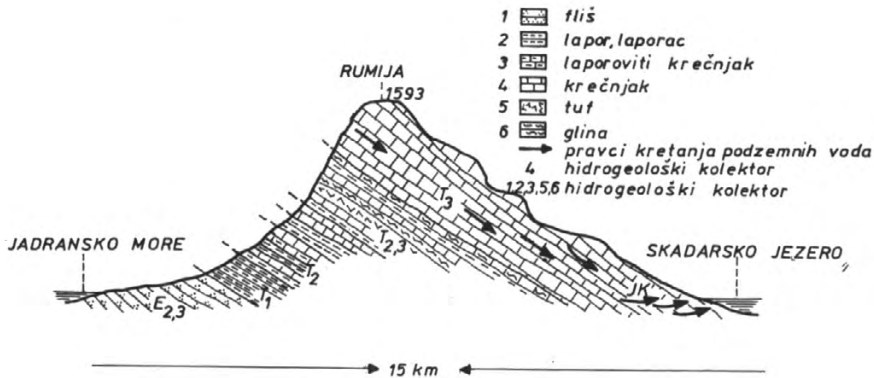 1 fliš
2 lapor, laporac
3 laporoviti krečnjak
4 krečnjak
5 tuf
6 glina
pravci kretanja podzemnih voda
4 hidrogeološki kolektor
1,2,3,5,6 hidrogeološki kolektor
RUMIJA
1593
JADRANSKO MORE
SKADARSKO JEZERO
E2,3
T1
T2
T2,3
T3
JK
15 km